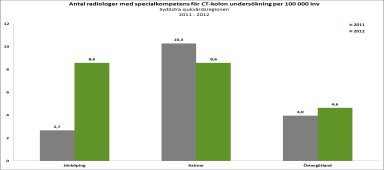 Antal radiologer med specialkompetens för CT-kolon undersökning per 100 000 inv
Sydöstra sjukvårdsregionen
2011 - 2012
2011
2012
12
10
8
6
4
2
0
2,7
8,6
10,3
8,6
4,0
4,6
Jönköping
Kalmar
Östergötland